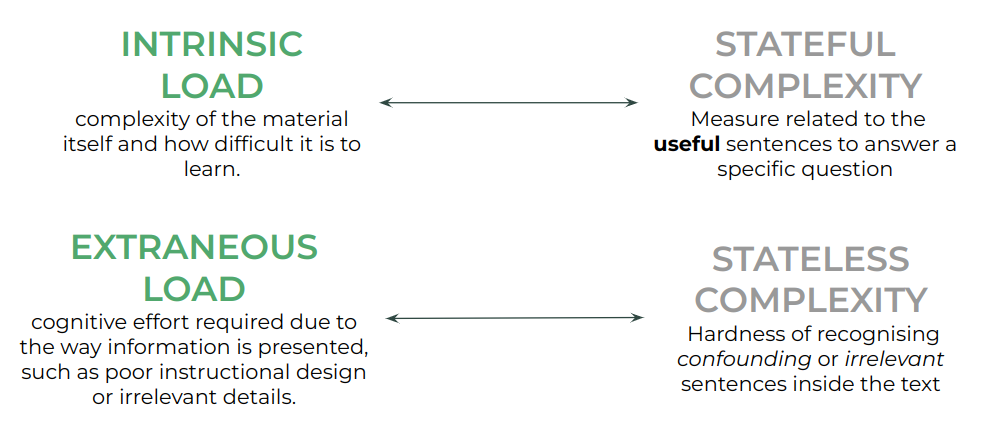 INTRINSIC
LOAD
complexity of the material
itself and how difficult it is to
learn.
STATEFUL
COMPLEXITY
Measure related to the
useful sentences to answer a
specific question
EXTRANEOUS
LOAD
cognitive effort required due to
the way information is presented,
such as poor instructional design
or irrelevant details.
STATELESS
COMPLEXITY
Hardness of recognising
confounding or irrelevant
sentences inside the text